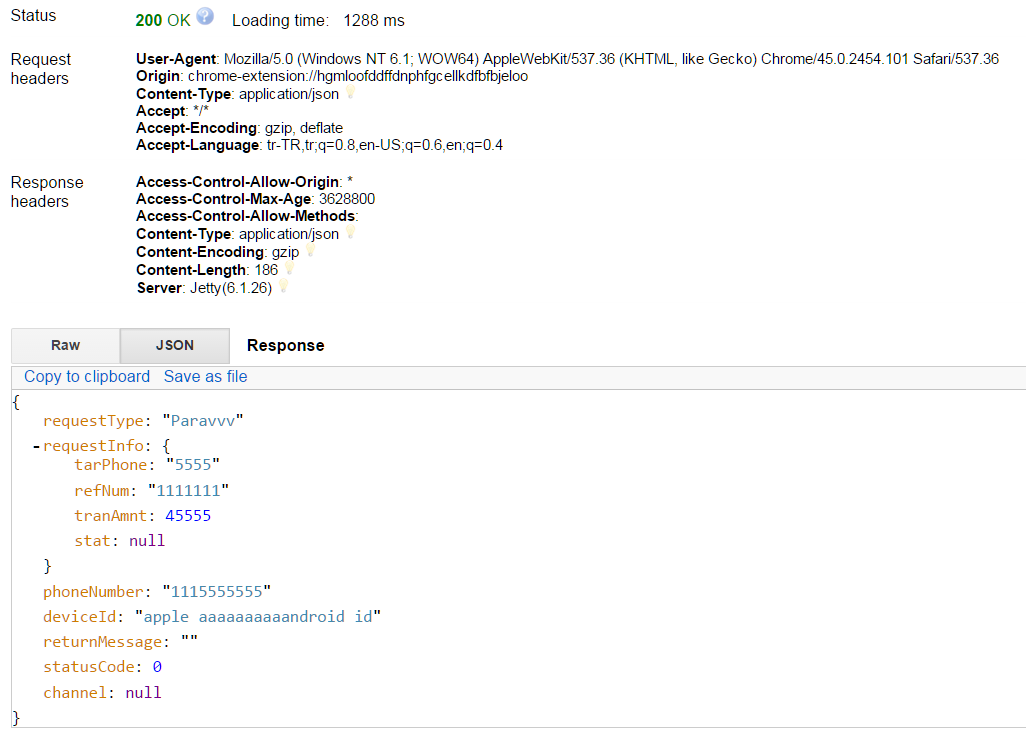 Status 200 OK ? Loading time: 1288 ms
Request headers
User-Agent: Mozilla/5.0 (Windows NT 6.1; WOW64) AppleWebKit/537.36 (KHTML, like Gecko) Chrome/45.0.2454.101 Safari/537.36
Origin: chrome-extension://hgmloofddffdnphfgcellkdfbfbjeloo
Content-Type: application/json
Accept: */*
Accept-Encoding: gzip, deflate
Accept-Language: tr-TR,tr;q=0.8,en-US;q=0.6,en;q=0.4
Response headers
Access-Control-Allow-Origin: *
Access-Control-Max-Age: 3628800
Access-Control-Allow-Methods:
Content-Type: application/json
Content-Encoding: gzip
Content-Length: 186
Server: Jetty(6.1.26)
Raw JSON Response
Copy to clipboard Save as file
{
requestType: "Paravvv"
-requestInfo: {
tarPhone: "5555"
refNum: "1111111"
tranAmnt: 45555
stat: null
}
phoneNumber: "1115555555"
deviceId: "apple aaaaaaaaaandroid id"
returnMessage: ""
statusCode: 0
channel: null
}